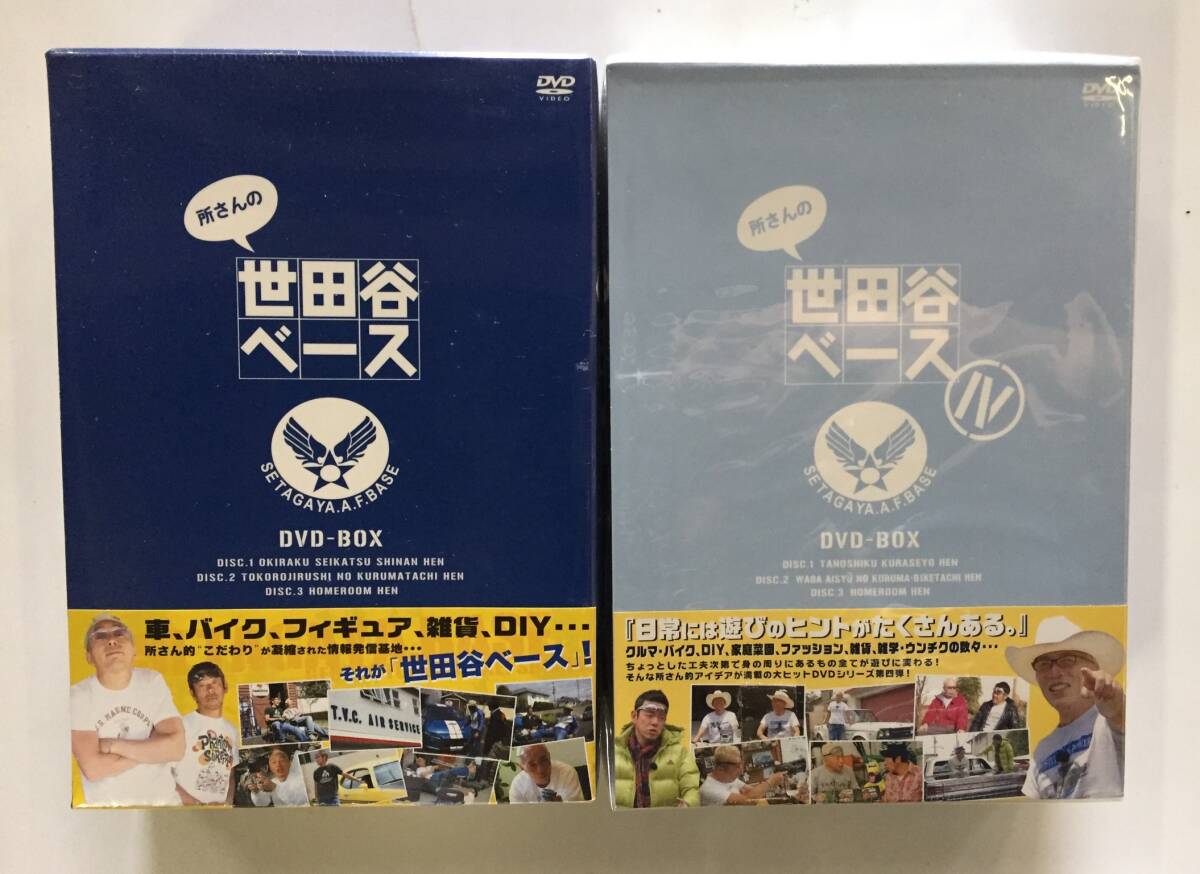 DVD
VIDEO
所さんの
世田谷
ベース
SETAGAYA.A.F.BASE
DVD-BOX
DISC.1 OKIRAKU SEIKATSU SHINAN HEN
DISC.2 TOKOROJIRUSHI NO KURUMATACHI HEN
DISC.3 HOMEROOM HEN
車、バイク、フィギュア、雑貨、DIY・・・
所さん的“こだわり”が凝縮された情報発信基地・・・
それが「世田谷ベース」!
U.S. MARINE CORPS
T.V.C. AIR SERVICE
DVD
所さんの
世田谷
ベース
IV
SETAGAYA.A.F.BASE
DVD-BOX
DISC.1 TANOSHIKU KURASEYO HEN
DISC.2 WAGA AISYU NO KURUMA・BIKETACHI HEN
DISC.3 HOMEROOM HEN
『日常には遊びのヒントがたくさんある。』
クルマ・バイク、DIY、家庭菜園、ファッション、雑貨、雑学・ウンチクの数々・・・
ちょっとした工夫次第で身の周りにあるもの全てが遊びに変わる!
そんな所さん的アイデアが満載の大ヒットDVDシリーズ第四弾!